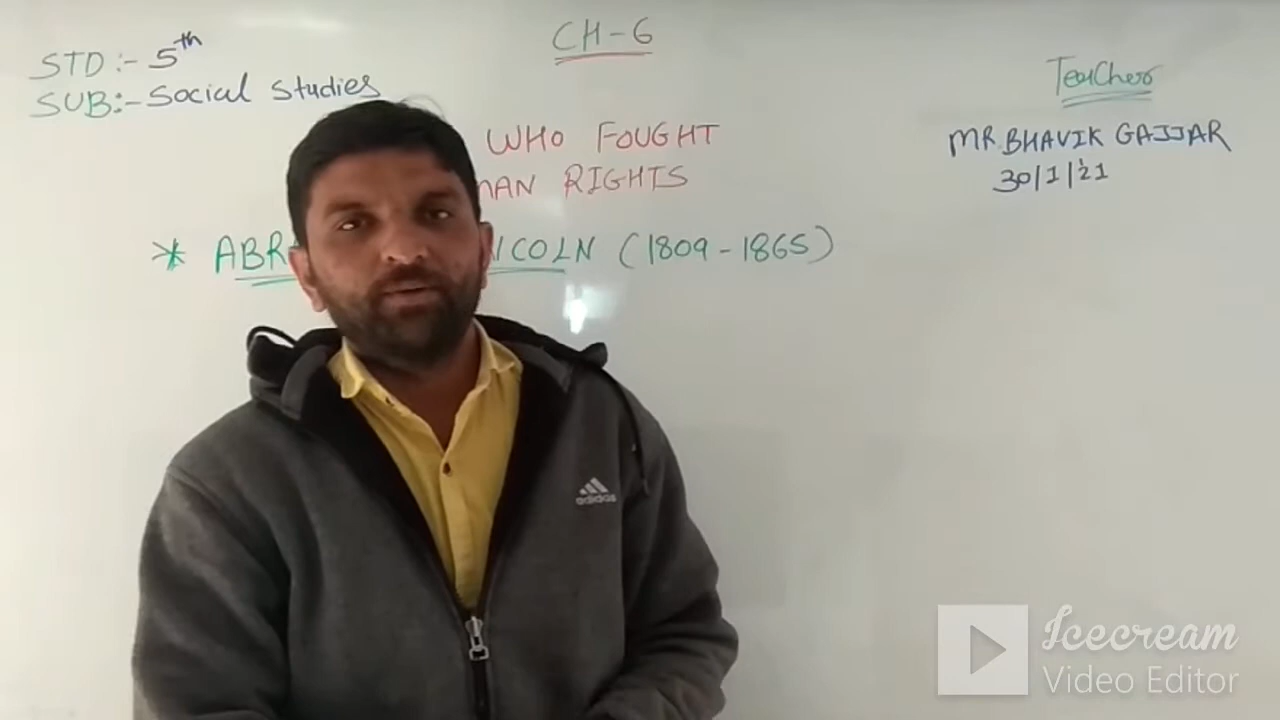 CH-6
STD:- 5th
SUB:- Social Studies
Teacher
MR.BHAVIK GAJJAR
30/1/21
WHO FOUGHT
MAN RIGHTS
* ABR NCOLN (1809-1865)
adidas
Icecream
Video Editor